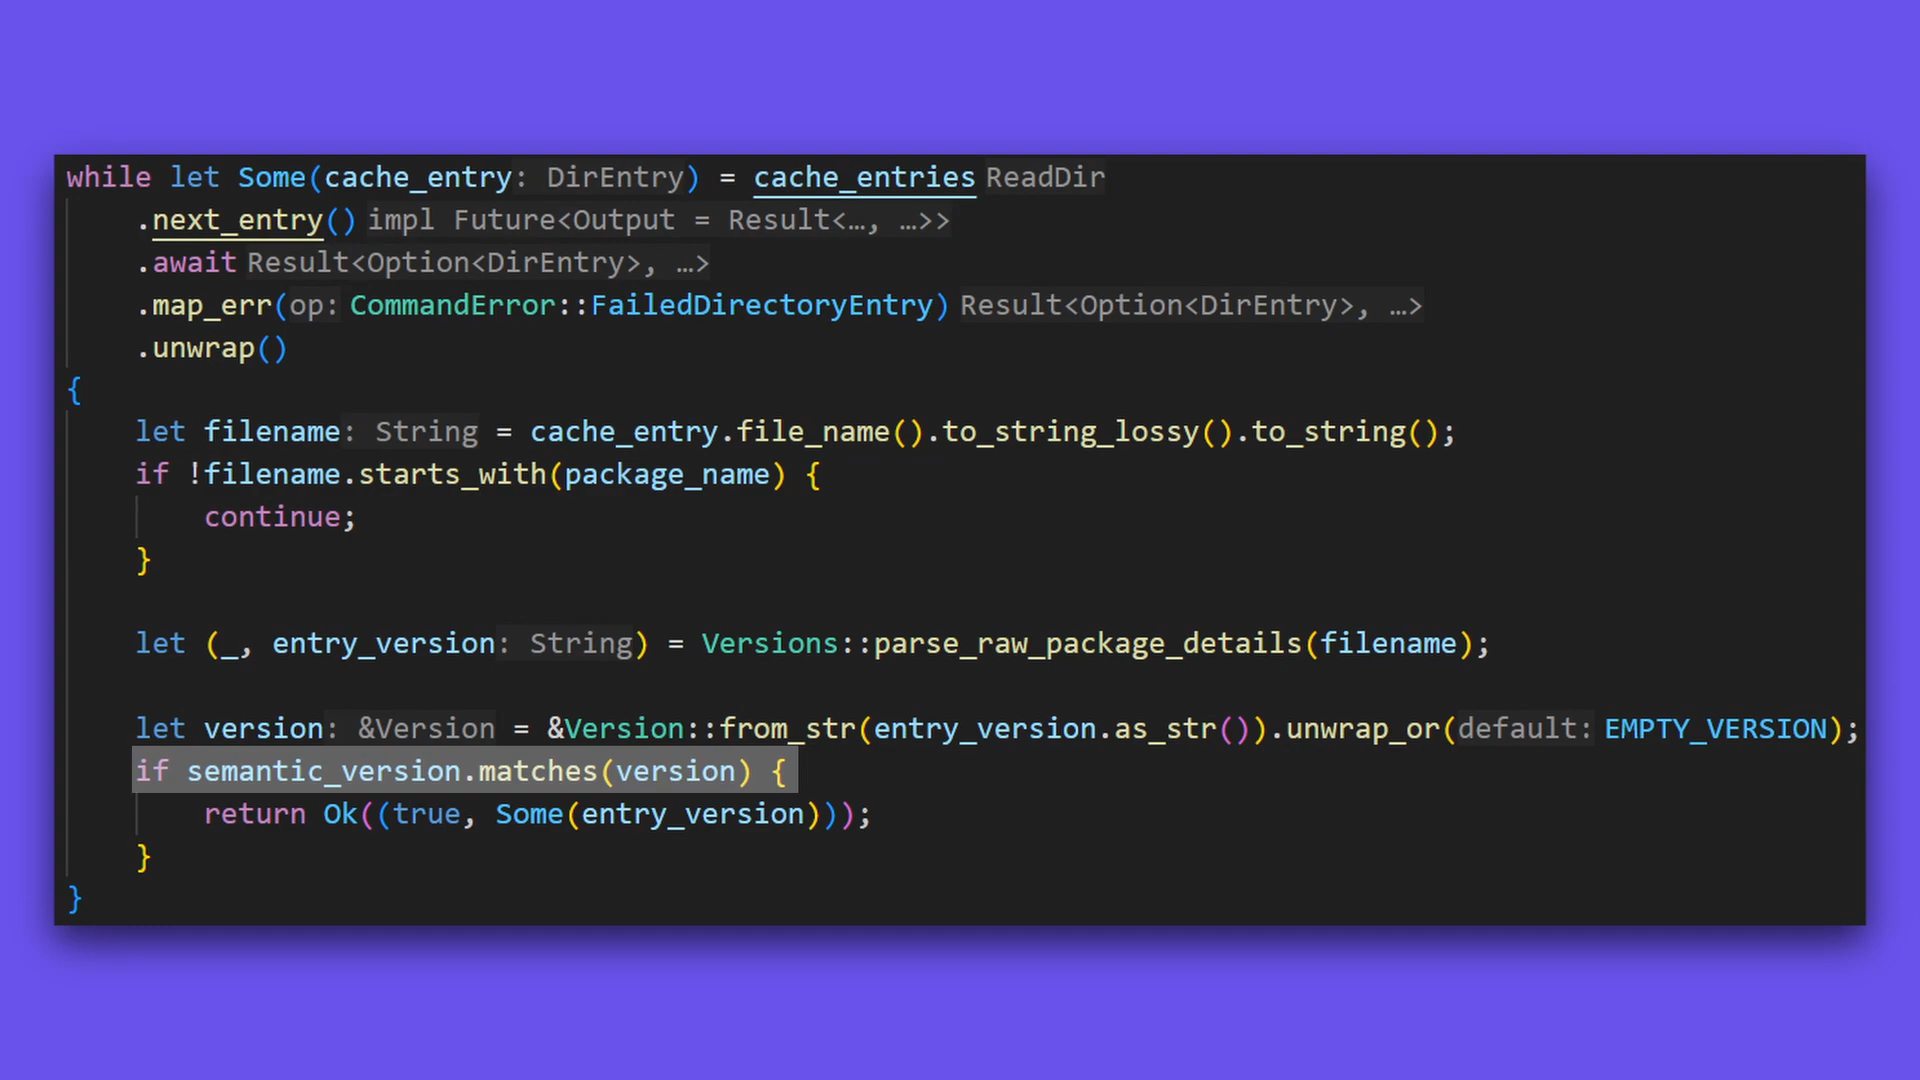 while let Some(cache_entry: DirEntry) = cache_entries ReadDir
    .next_entry() impl Future<Output = Result<…, …>>
    .await Result<Option<DirEntry>, …>
    .map_err(op: CommandError::FailedDirectoryEntry) Result<Option<DirEntry>, …>
    .unwrap()
{
    let filename: String = cache_entry.file_name().to_string_lossy().to_string();
    if !filename.starts_with(package_name) {
        continue;
    }
    let (_, entry_version: String) = Versions::parse_raw_package_details(filename);
    let version: &Version = &Version::from_str(entry_version.as_str()).unwrap_or(default: EMPTY_VERSION);
    if semantic_version.matches(version) {
        return Ok((true, Some(entry_version)));
    }
}